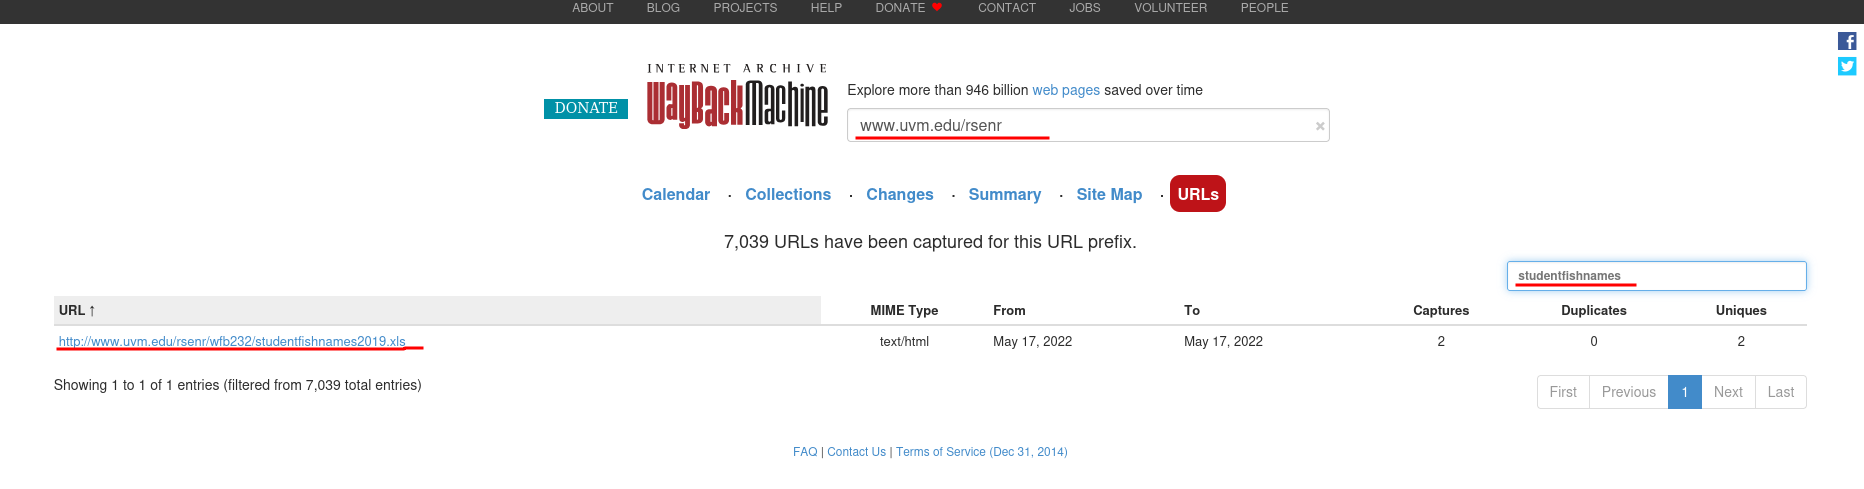 ABOUT BLOG PROJECTS HELP DONATE CONTACT JOBS VOLUNTEER PEOPLE
INTERNET ARCHIVE
DONATE
WayBackMachine
Explore more than 946 billion web pages saved over time
www.uvm.edu/rsenr ×
Calendar · Collections · Changes · Summary · Site Map · URLs
7,039 URLs have been captured for this URL prefix.
studentfishnames
URL ↑ MIME Type From To Captures Duplicates Uniques
http://www.uvm.edu/rsenr/wfb232/studentfishnames2019.xls text/html May 17, 2022 May 17, 2022 2 0 2
Showing 1 to 1 of 1 entries (filtered from 7,039 total entries)
First Previous 1 Next Last
FAQ | Contact Us | Terms of Service (Dec 31, 2014)